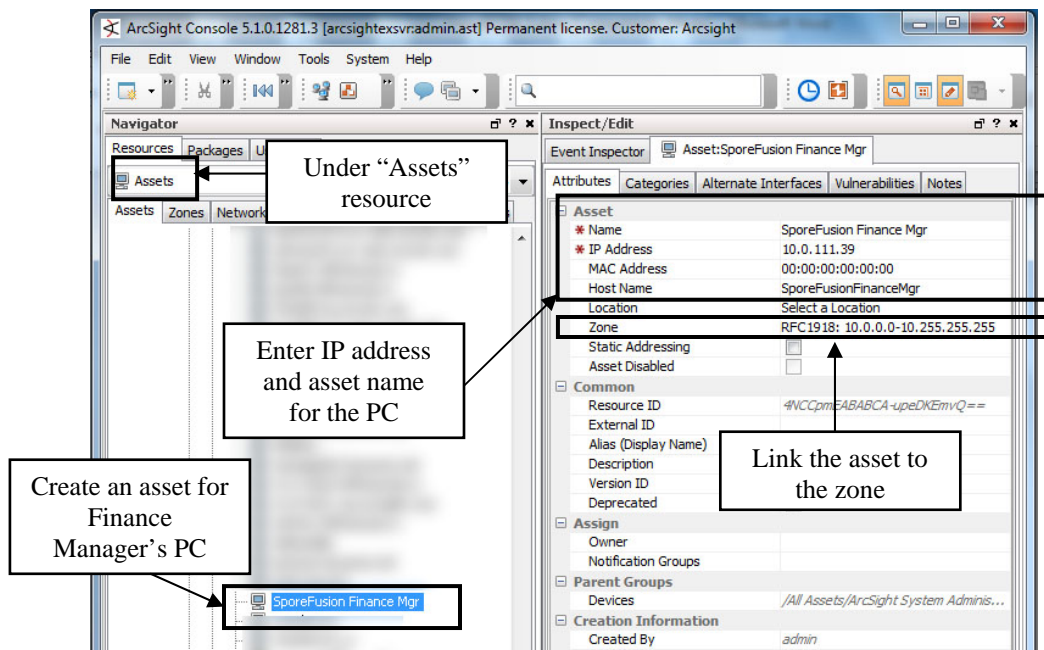 ArcSight Console 5.1.0.1281.3 [arcsightexsvr:admin.ast] Permanent license. Customer: Arcsight
File Edit View Window Tools System Help
Navigator
Resources Packages U
Assets
Assets Zones Network
Under “Assets”
resource
Enter IP address
and asset name
for the PC
Create an asset for
Finance
Manager’s PC
SporeFusion Finance Mgr
Inspect/Edit
Event Inspector Asset:SporeFusion Finance Mgr
Attributes Categories Alternate Interfaces Vulnerabilities Notes
Asset
Name SporeFusion Finance Mgr
IP Address 10.0.111.39
MAC Address 00:00:00:00:00:00
Host Name SporeFusionFinanceMgr
Location Select a Location
Zone RFC1918: 10.0.0.0-10.255.255.255
Static Addressing
Asset Disabled
Common
Resource ID 4NCCpmEABABCA-upeDKEmvQ==
External ID
Alias (Display Name)
Description
Version ID
Deprecated
Link the asset to
the zone
Assign
Owner
Notification Groups
Parent Groups
Devices /All Assets/ArcSight System Adminis...
Creation Information
Created By admin